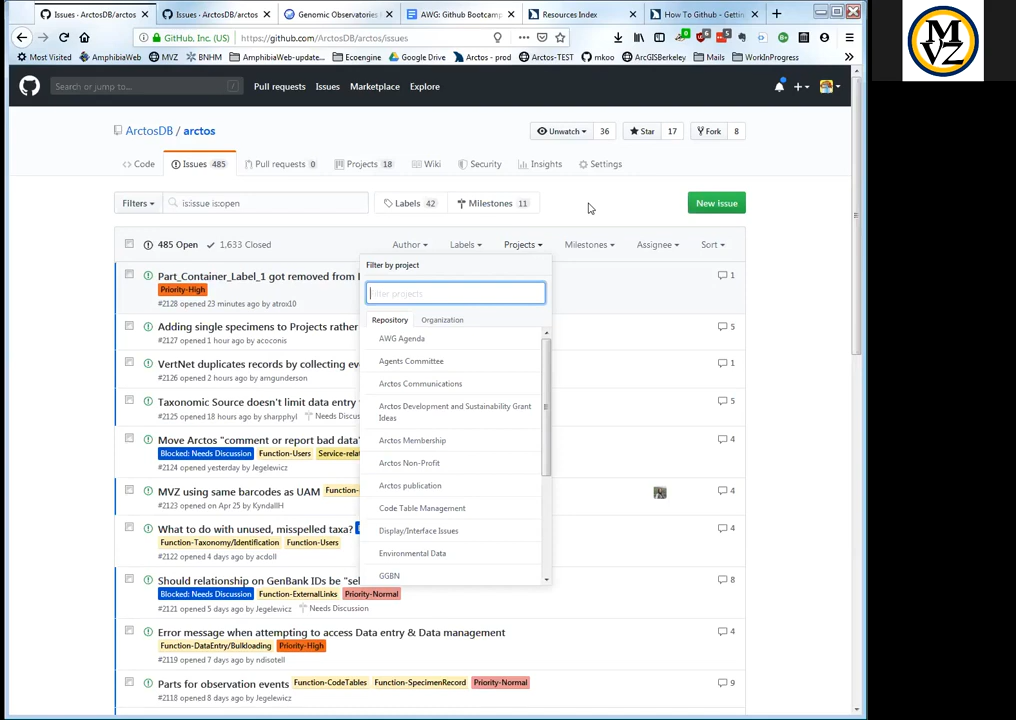 Issues · ArctosDB/arctos
Issues · ArctosDB/arctos
Genomic Observatories
AWG: Github Bootcamp
Resources Index
How To Github - Getting
GitHub, Inc. (US)
https://github.com/ArctosDB/arctos/issues
Most Visited
AmphibiaWeb
MVZ
BNHM
AmphibiaWeb-update...
Ecoengine
Google Drive
Arctos - prod
Arctos-TEST
mkoo
ArcGISBerkeley
Mails
WorkInProgress
MVZ
Search or jump to...
/
Pull requests
Issues
Marketplace
Explore
ArctosDB / arctos
Unwatch 36
Star 17
Fork 8
Code
Issues 485
Pull requests 0
Projects 18
Wiki
Security
Insights
Settings
Filters
is:issue is:open
Labels 42
Milestones 11
New issue
485 Open
1,633 Closed
Author
Labels
Projects
Milestones
Assignee
Sort
Filter by project
Filter projects
Repository
Organization
AWG Agenda
Agents Committee
Arctos Communications
Arctos Development and Sustainability Grant
Ideas
Arctos Membership
Arctos Non-Profit
Arctos publication
Code Table Management
Display/Interface Issues
Environmental Data
GGBN
Part_Container_Label_1 got removed from
1
Priority-High
#2128 opened 23 minutes ago by atrox10
Adding single specimens to Projects rather
5
#2127 opened 1 hour ago by acoconis
VertNet duplicates records by collecting ev
1
#2126 opened 2 hours ago by amgunderson
Taxonomic Source doesn't limit data entry
5
#2125 opened 18 hours ago by sharpphyl
Needs Discus
Move Arctos "comment or report bad data"
4
Blocked: Needs Discussion
Function-Users
Service-rela
#2124 opened yesterday by Jegelewicz
MVZ using same barcodes as UAM
Function-
4
#2123 opened on Apr 25 by KyndallH
What to do with unused, misspelled taxa?
4
Function-Taxonomy/Identification
Function-Users
#2122 opened 4 days ago by acdoll
Should relationship on GenBank IDs be "sel
8
Blocked: Needs Discussion
Function-ExternalLinks
Priority-Normal
#2121 opened 5 days ago by Jegelewicz
Needs Discussion
Error message when attempting to access Data entry & Data management
4
Function-DataEntry/Bulkloading
Priority-High
#2119 opened 7 days ago by ndisotell
Parts for observation events
Function-CodeTables
Function-SpecimenRecord
Priority-Normal
9
#2118 opened 8 days ago by Jegelewicz